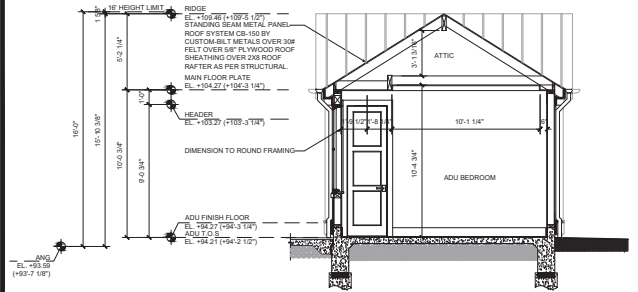 16' HEIGHT LIMIT
RIDGE
EL. +109.46 (+109'-5 1/2")
STANDING SEAM METAL PANEL
ROOF SYSTEM CB-150 BY
CUSTOM-BILT METALS OVER 30#
FELT OVER 5/8" PLYWOOD ROOF
SHEATHING OVER 2X8 ROOF
RAFTER AS PER STRUCTURAL.
MAIN FLOOR PLATE
EL. +104.27 (+104'-3 1/4")
HEADER
EL. +103.27 (+103'-3 1/4")
DIMENSION TO ROUND FRAMING
ADU FINISH FLOOR
EL. +94.27 (+94'-3 1/4")
ADU T.O.S
EL. +94.21 (+94'-2 1/2")
ANG
EL. +93.59
(+93'-7 1/8")
16'-0"
15'-10 3/8"
5'-2 1/4"
10'-0 3/4"
1'-0"
9'-0 3/4"
ATTIC
10'-1 1/4"
6"
10'-4 3/4"
ADU BEDROOM